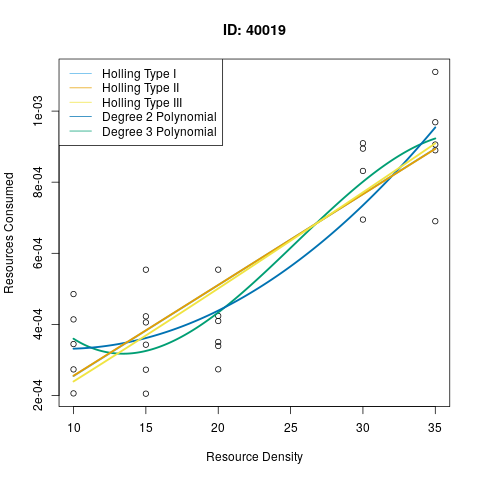 ID: 40019
Holling Type I
Holling Type II
Holling Type III
Degree 2 Polynomial
Degree 3 Polynomial
Resources Consumed
1e-03
8e-04
6e-04
4e-04
2e-04
10 15 20 25 30 35
Resource Density